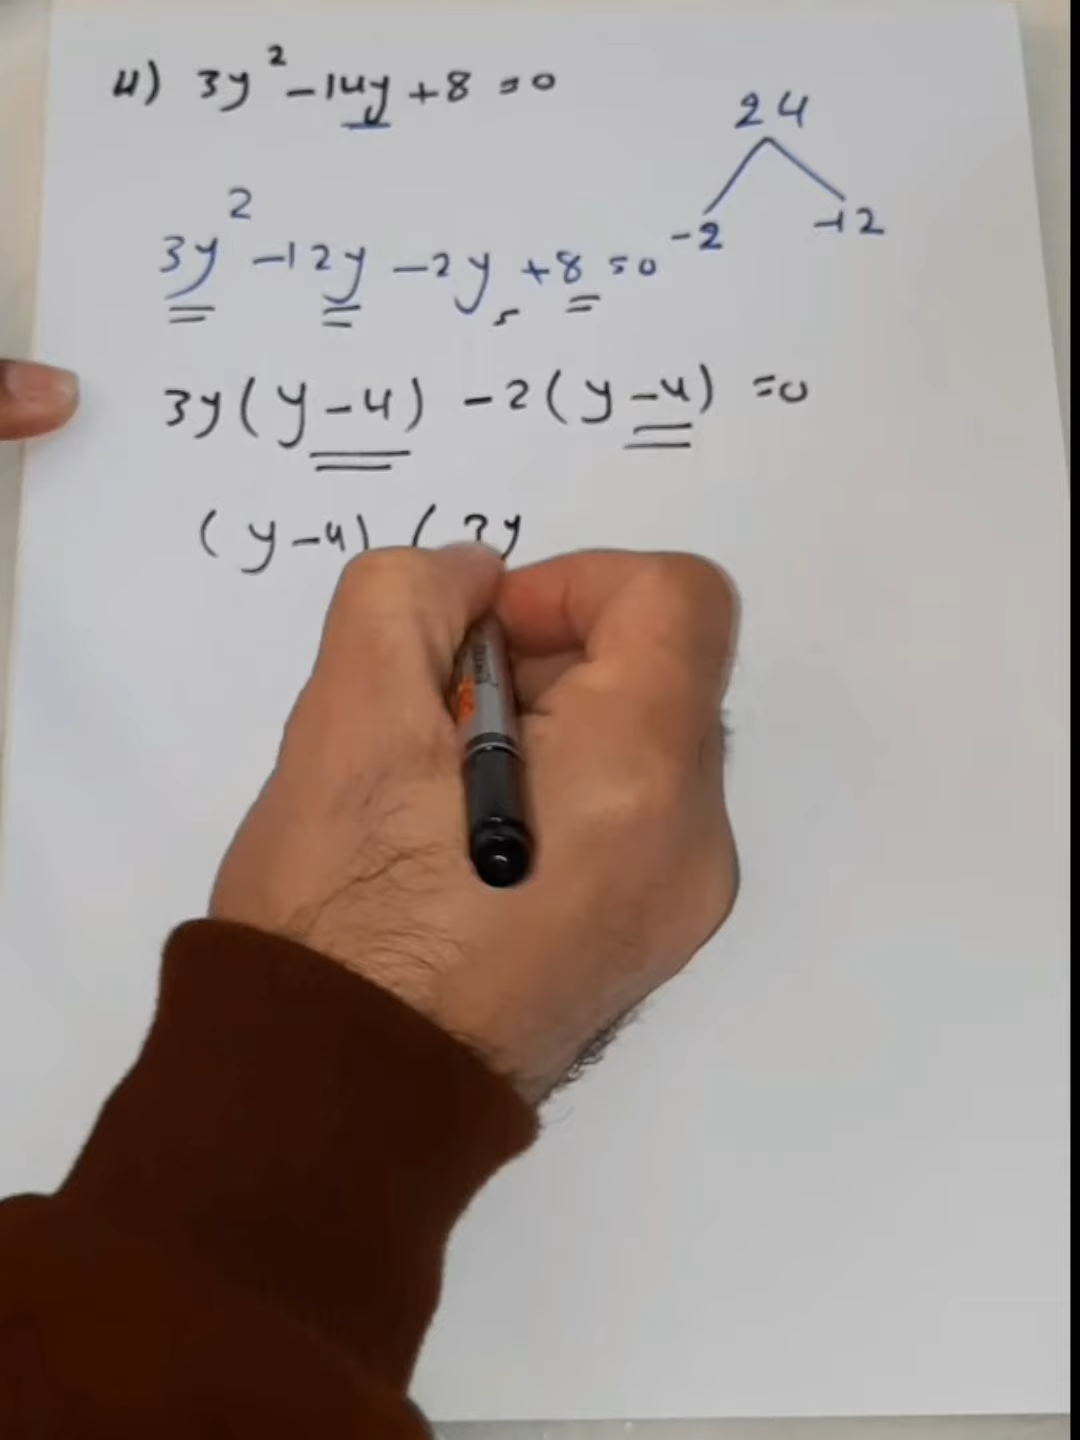 4) 3y² -14y +8 =0
24
-2 -12
3y² -12y -2y +8 =0
3y(y-4) -2(y-4) =0
(y-4) (3y